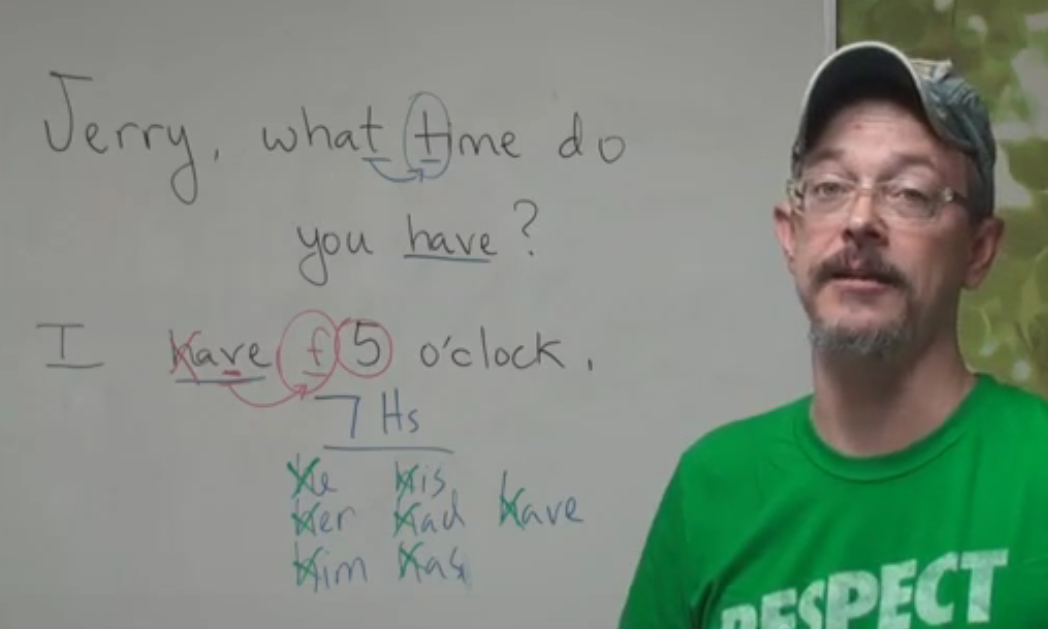 Jerry, what time do
you have?
I have f 5 o'clock.
7 Hs
He His
Her Had Have
Him Has
RESPECT